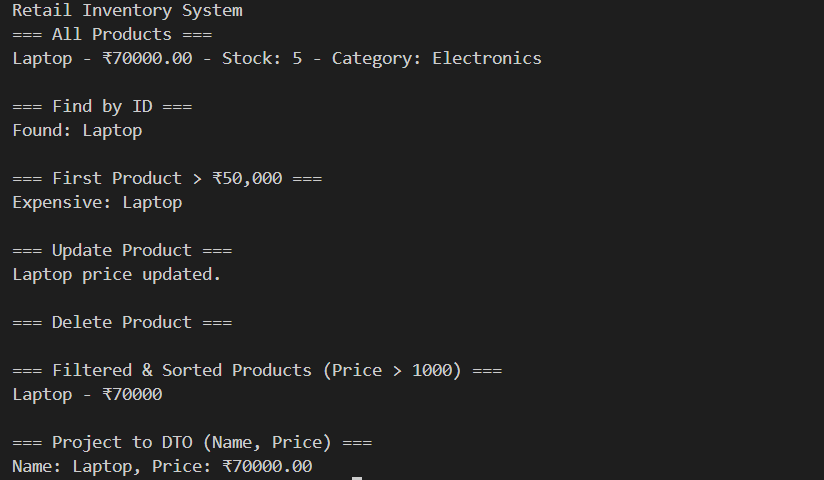 Retail Inventory System
=== All Products ===
Laptop - ₹70000.00 - Stock: 5 - Category: Electronics
=== Find by ID ===
Found: Laptop
=== First Product > ₹50,000 ===
Expensive: Laptop
=== Update Product ===
Laptop price updated.
=== Delete Product ===
=== Filtered & Sorted Products (Price > 1000) ===
Laptop - ₹70000
=== Project to DTO (Name, Price) ===
Name: Laptop, Price: ₹70000.00